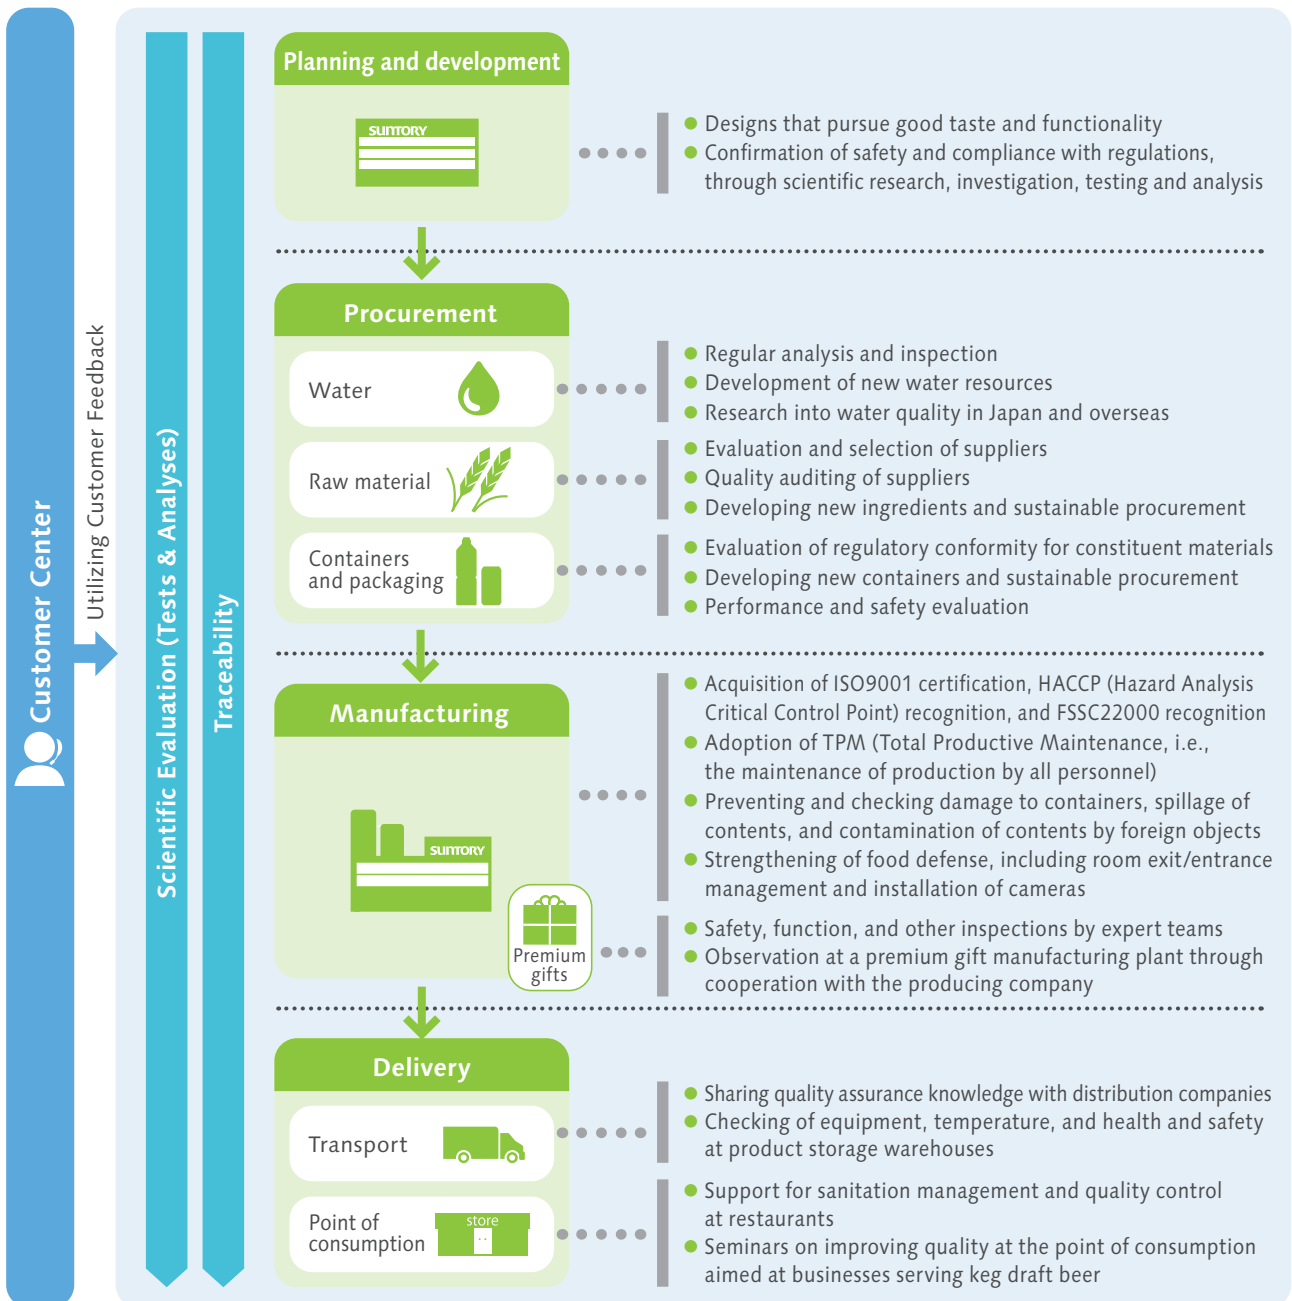 Customer Center
Utilizing Customer Feedback
Scientific Evaluation (Tests & Analyses)
Traceability
Planning and development
SUNTORY
Designs that pursue good taste and functionality
Confirmation of safety and compliance with regulations,
through scientific research, investigation, testing and analysis
Procurement
Water
Regular analysis and inspection
Development of new water resources
Research into water quality in Japan and overseas
Raw material
Evaluation and selection of suppliers
Quality auditing of suppliers
Developing new ingredients and sustainable procurement
Containers
and packaging
Evaluation of regulatory conformity for constituent materials
Developing new containers and sustainable procurement
Performance and safety evaluation
Manufacturing
SUNTORY
Acquisition of ISO9001 certification, HACCP (Hazard Analysis
Critical Control Point) recognition, and FSSC22000 recognition
Adoption of TPM (Total Productive Maintenance, i.e.,
the maintenance of production by all personnel)
Preventing and checking damage to containers, spillage of
contents, and contamination of contents by foreign objects
Strengthening of food defense, including room exit/entrance
management and installation of cameras
Premium
gifts
Safety, function, and other inspections by expert teams
Observation at a premium gift manufacturing plant through
cooperation with the producing company
Delivery
Transport
Sharing quality assurance knowledge with distribution companies
Checking of equipment, temperature, and health and safety
at product storage warehouses
Point of
consumption
store
Support for sanitation management and quality control
at restaurants
Seminars on improving quality at the point of consumption
aimed at businesses serving keg draft beer